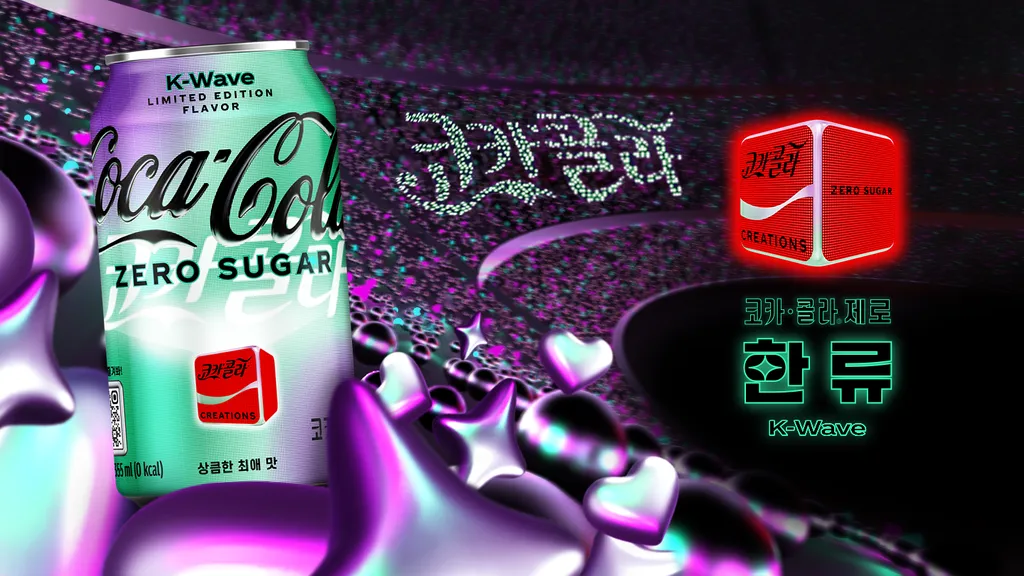 K-Wave
LIMITED EDITION
FLAVOR
Coca-Cola
코카콜라
ZERO SUGAR
코카콜라
CREATIONS
355 ml (0 kcal)
상큼한 최애 맛
코카콜라
코카콜라
ZERO SUGAR
CREATIONS
코카·콜라 제로
한류
K-Wave